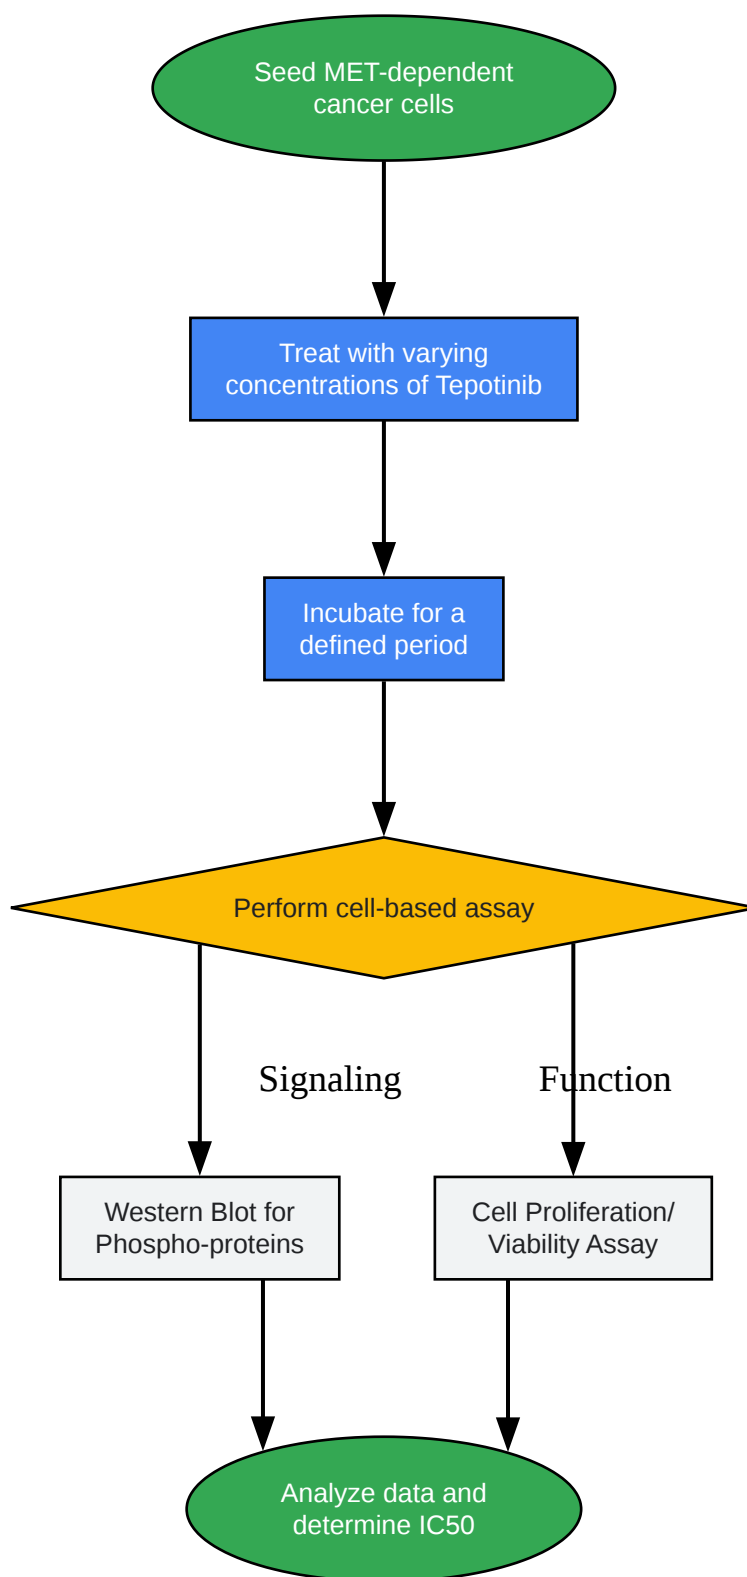 Seed MET-dependent
cancer cells
Treat with varying
concentrations of Tepotinib
Incubate for a
defined period
Perform cell-based assay
Signaling
Function
Western Blot for
Phospho-proteins
Cell Proliferation/
Viability Assay
Analyze data and
determine IC50